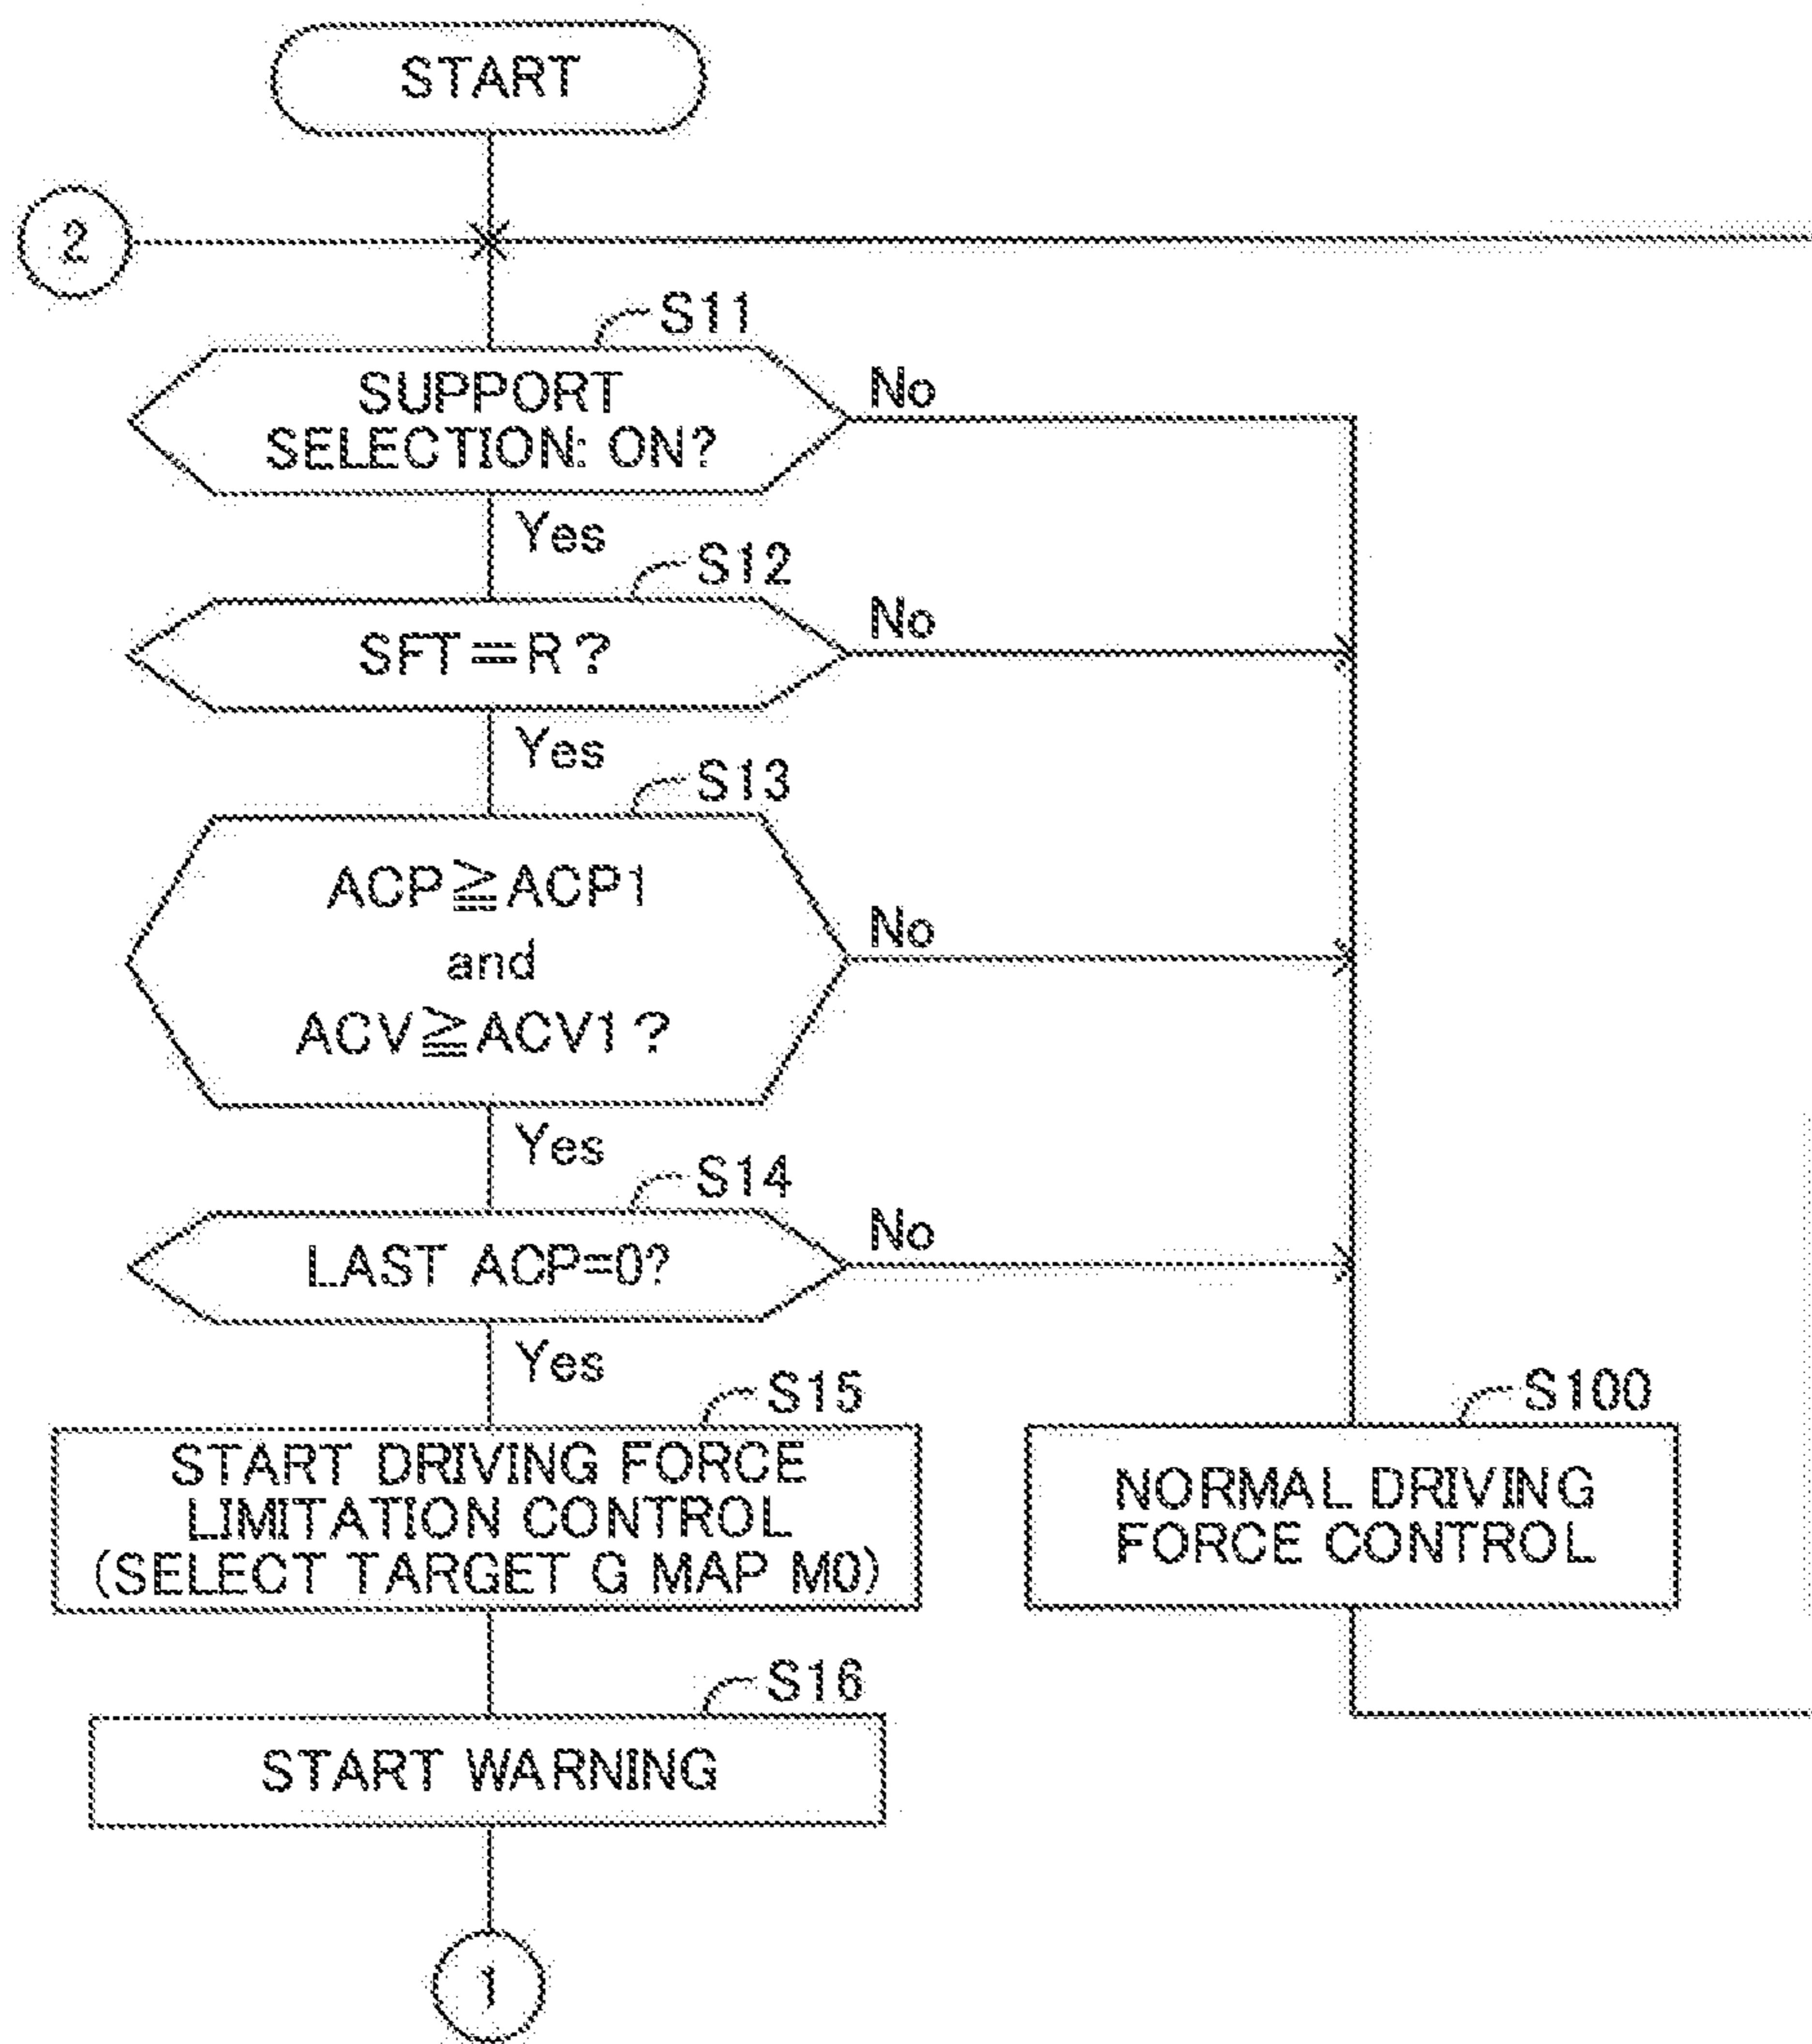 START
2
S11
SUPPORT
SELECTION: ON?
No
Yes
S12
SFT=R?
No
Yes
S13
ACP≧ACP1
and
ACV≧ACV1?
No
Yes
S14
LAST ACP=0?
No
Yes
S15
START DRIVING FORCE
LIMITATION CONTROL
(SELECT TARGET G MAP M0)
S100
NORMAL DRIVING
FORCE CONTROL
S16
START WARNING
1